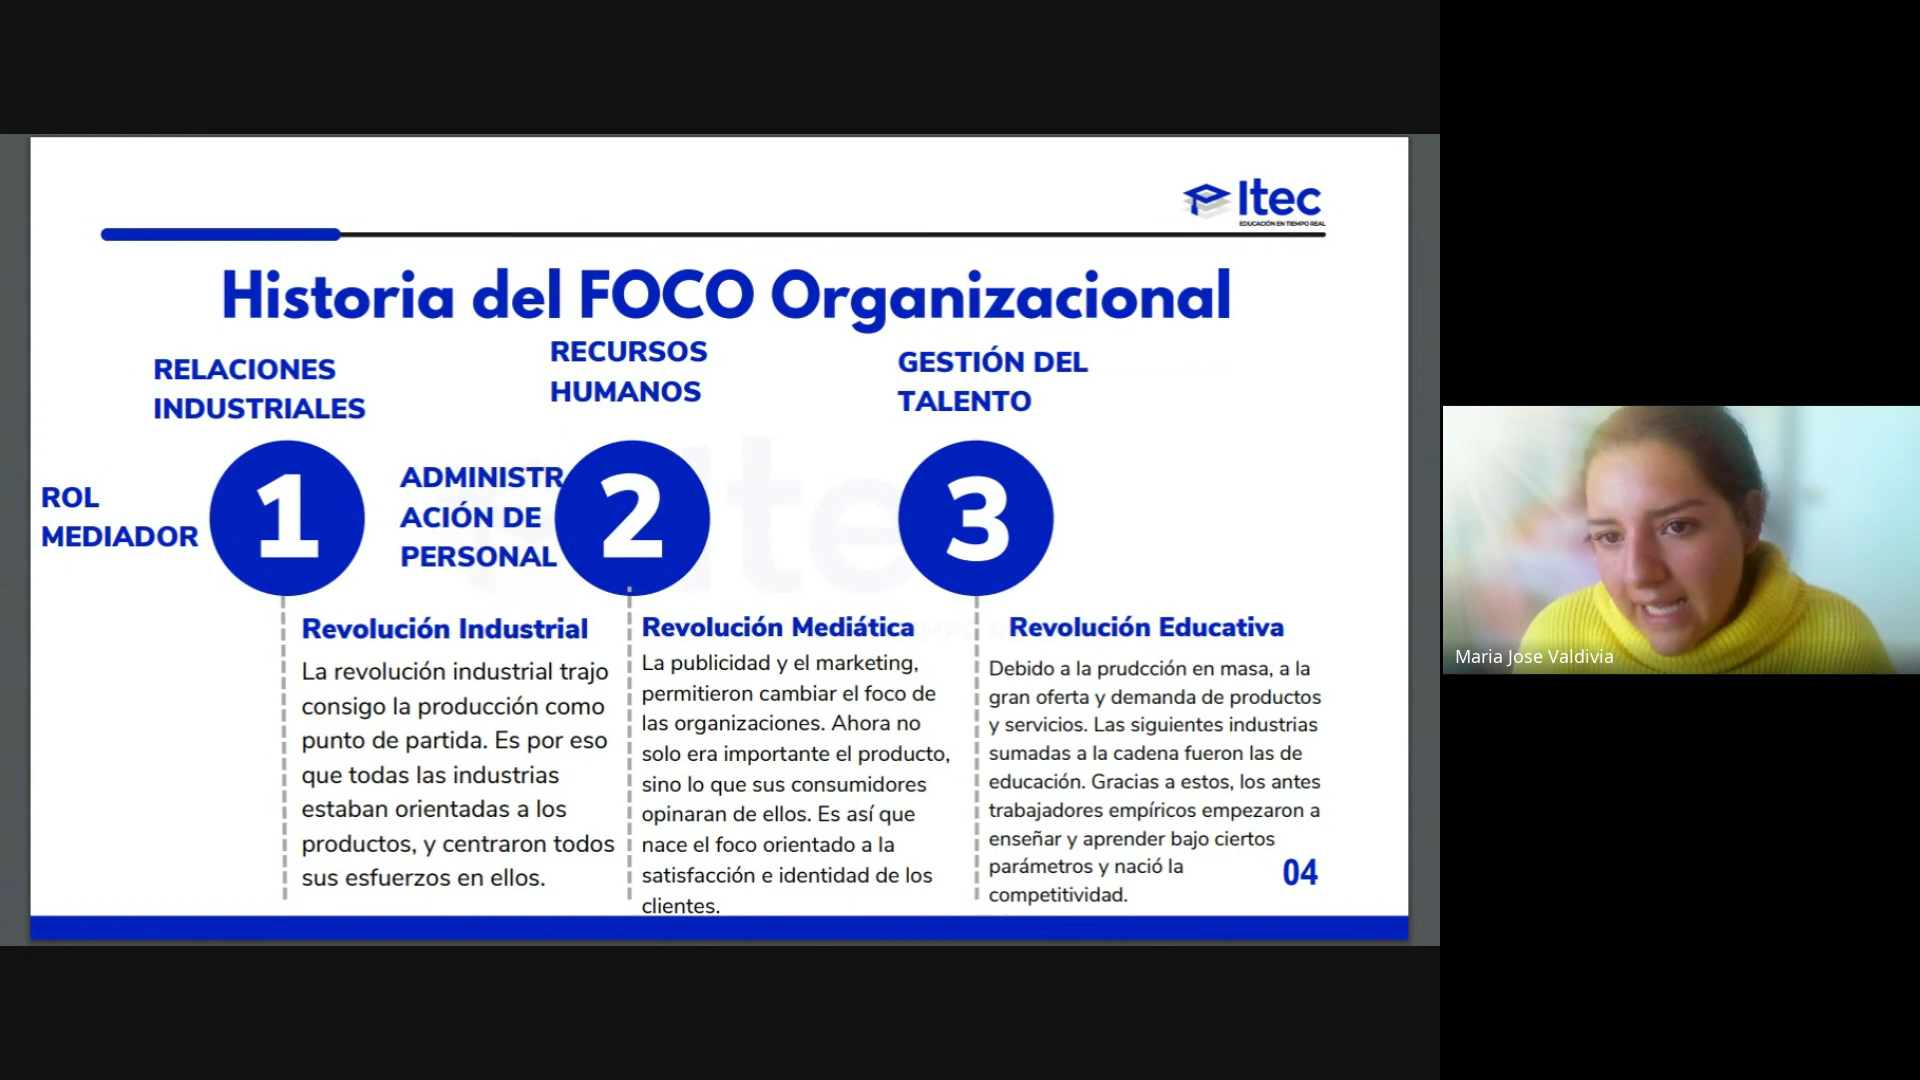 Itec
EDUCACIÓN EN TIEMPO REAL
Historia del FOCO Organizacional
RELACIONES
INDUSTRIALES
RECURSOS
HUMANOS
GESTIÓN DEL
TALENTO
ROL
MEDIADOR
1
ADMINISTR
ACIÓN DE
PERSONAL
2
3
Revolución Industrial
La revolución industrial trajo
consigo la producción como
punto de partida. Es por eso
que todas las industrias
estaban orientadas a los
productos, y centraron todos
sus esfuerzos en ellos.
Revolución Mediática
La publicidad y el marketing,
permitieron cambiar el foco de
las organizaciones. Ahora no
solo era importante el producto,
sino lo que sus consumidores
opinaran de ellos. Es así que
nace el foco orientado a la
satisfacción e identidad de los
clientes.
Revolución Educativa
Debido a la prudcción en masa, a la
gran oferta y demanda de productos
y servicios. Las siguientes industrias
sumadas a la cadena fueron las de
educación. Gracias a estos, los antes
trabajadores empíricos empezaron a
enseñar y aprender bajo ciertos
parámetros y nació la
competitividad.
04
Maria Jose Valdivia